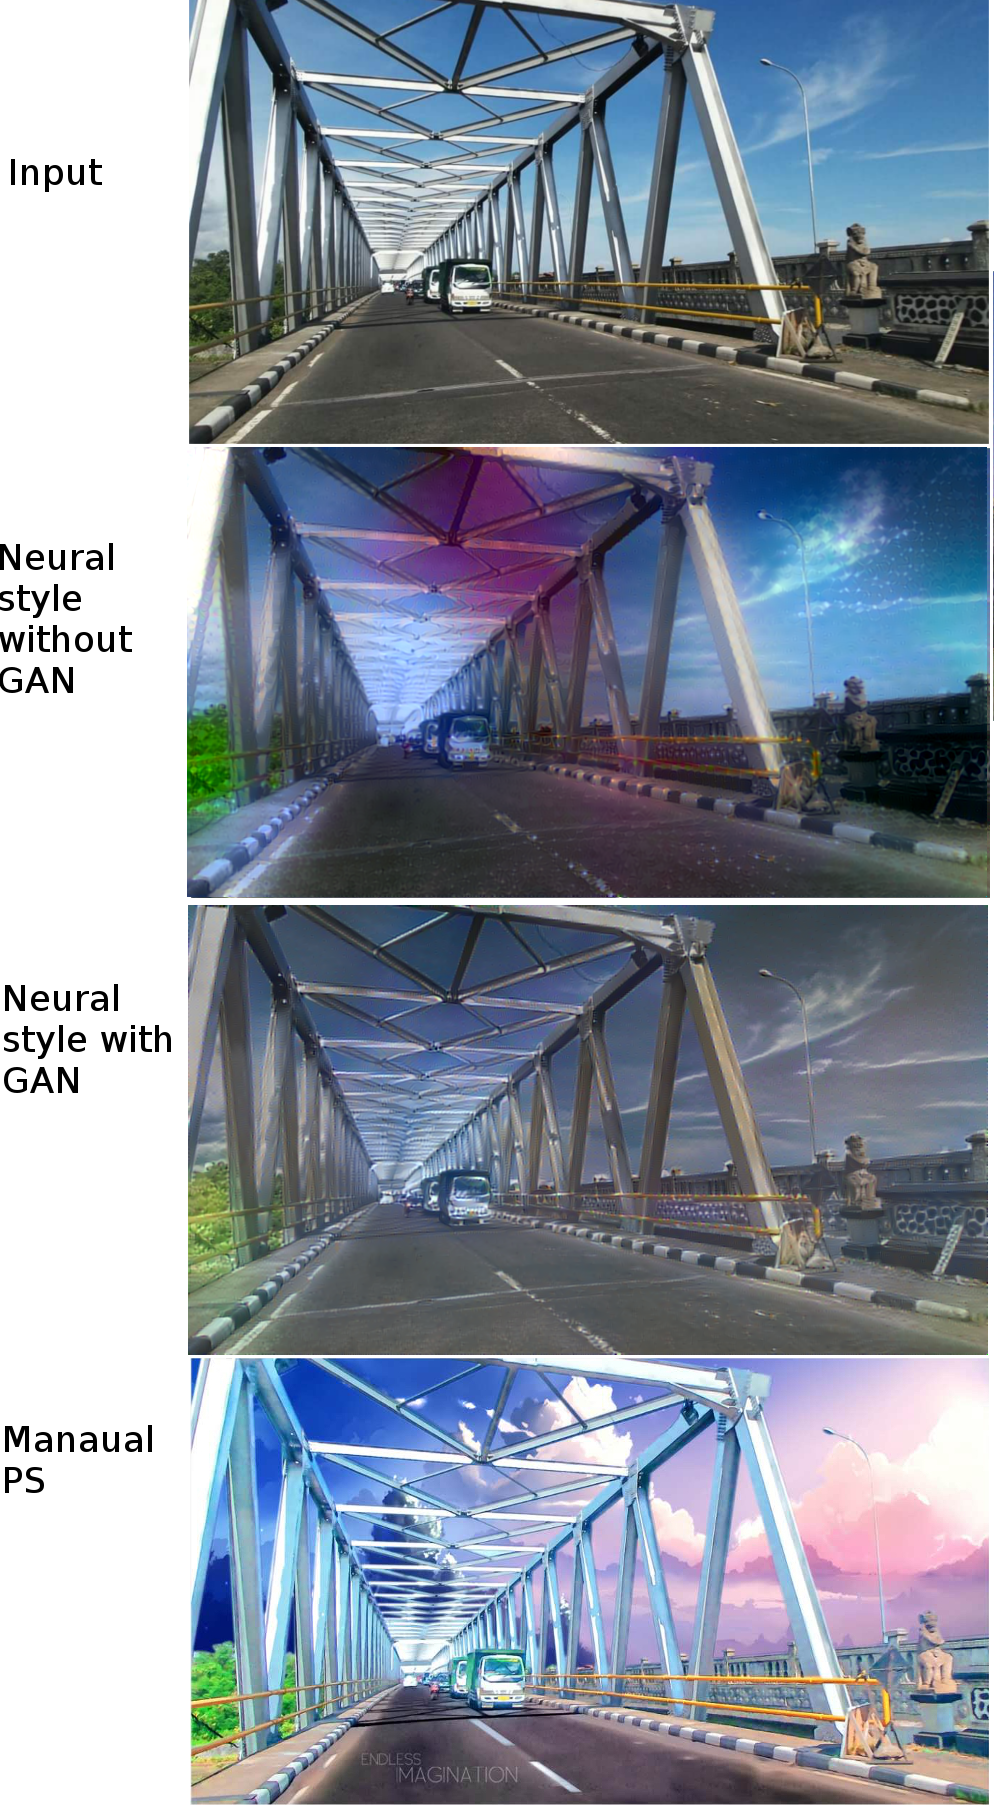 Input
Neural
style
without
GAN
Neural
style with
GAN
Manaual
PS
ENDLESS
IMAGINATION